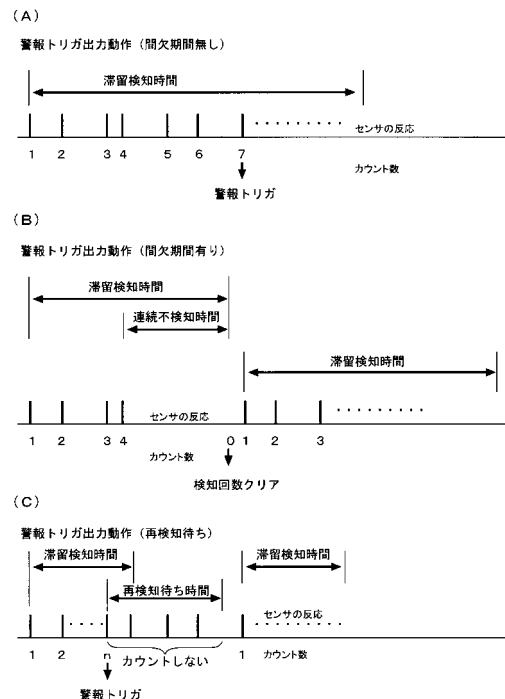 (A)
警報トリガ出力動作(間欠期間無し)
滞留検知時間
センサの反応
1 2 3 4 5 6 7
カウント数
警報トリガ
(B)
警報トリガ出力動作(間欠期間有り)
滞留検知時間
連続不検知時間
滞留検知時間
センサの反応
1 2 3 4 0 1 2 3
カウント数
検知回数クリア
(C)
警報トリガ出力動作(再検知待ち)
滞留検知時間 滞留検知時間
再検知待ち時間
センサの反応
1 2 n カウントしない 1 カウント数
警報トリガ